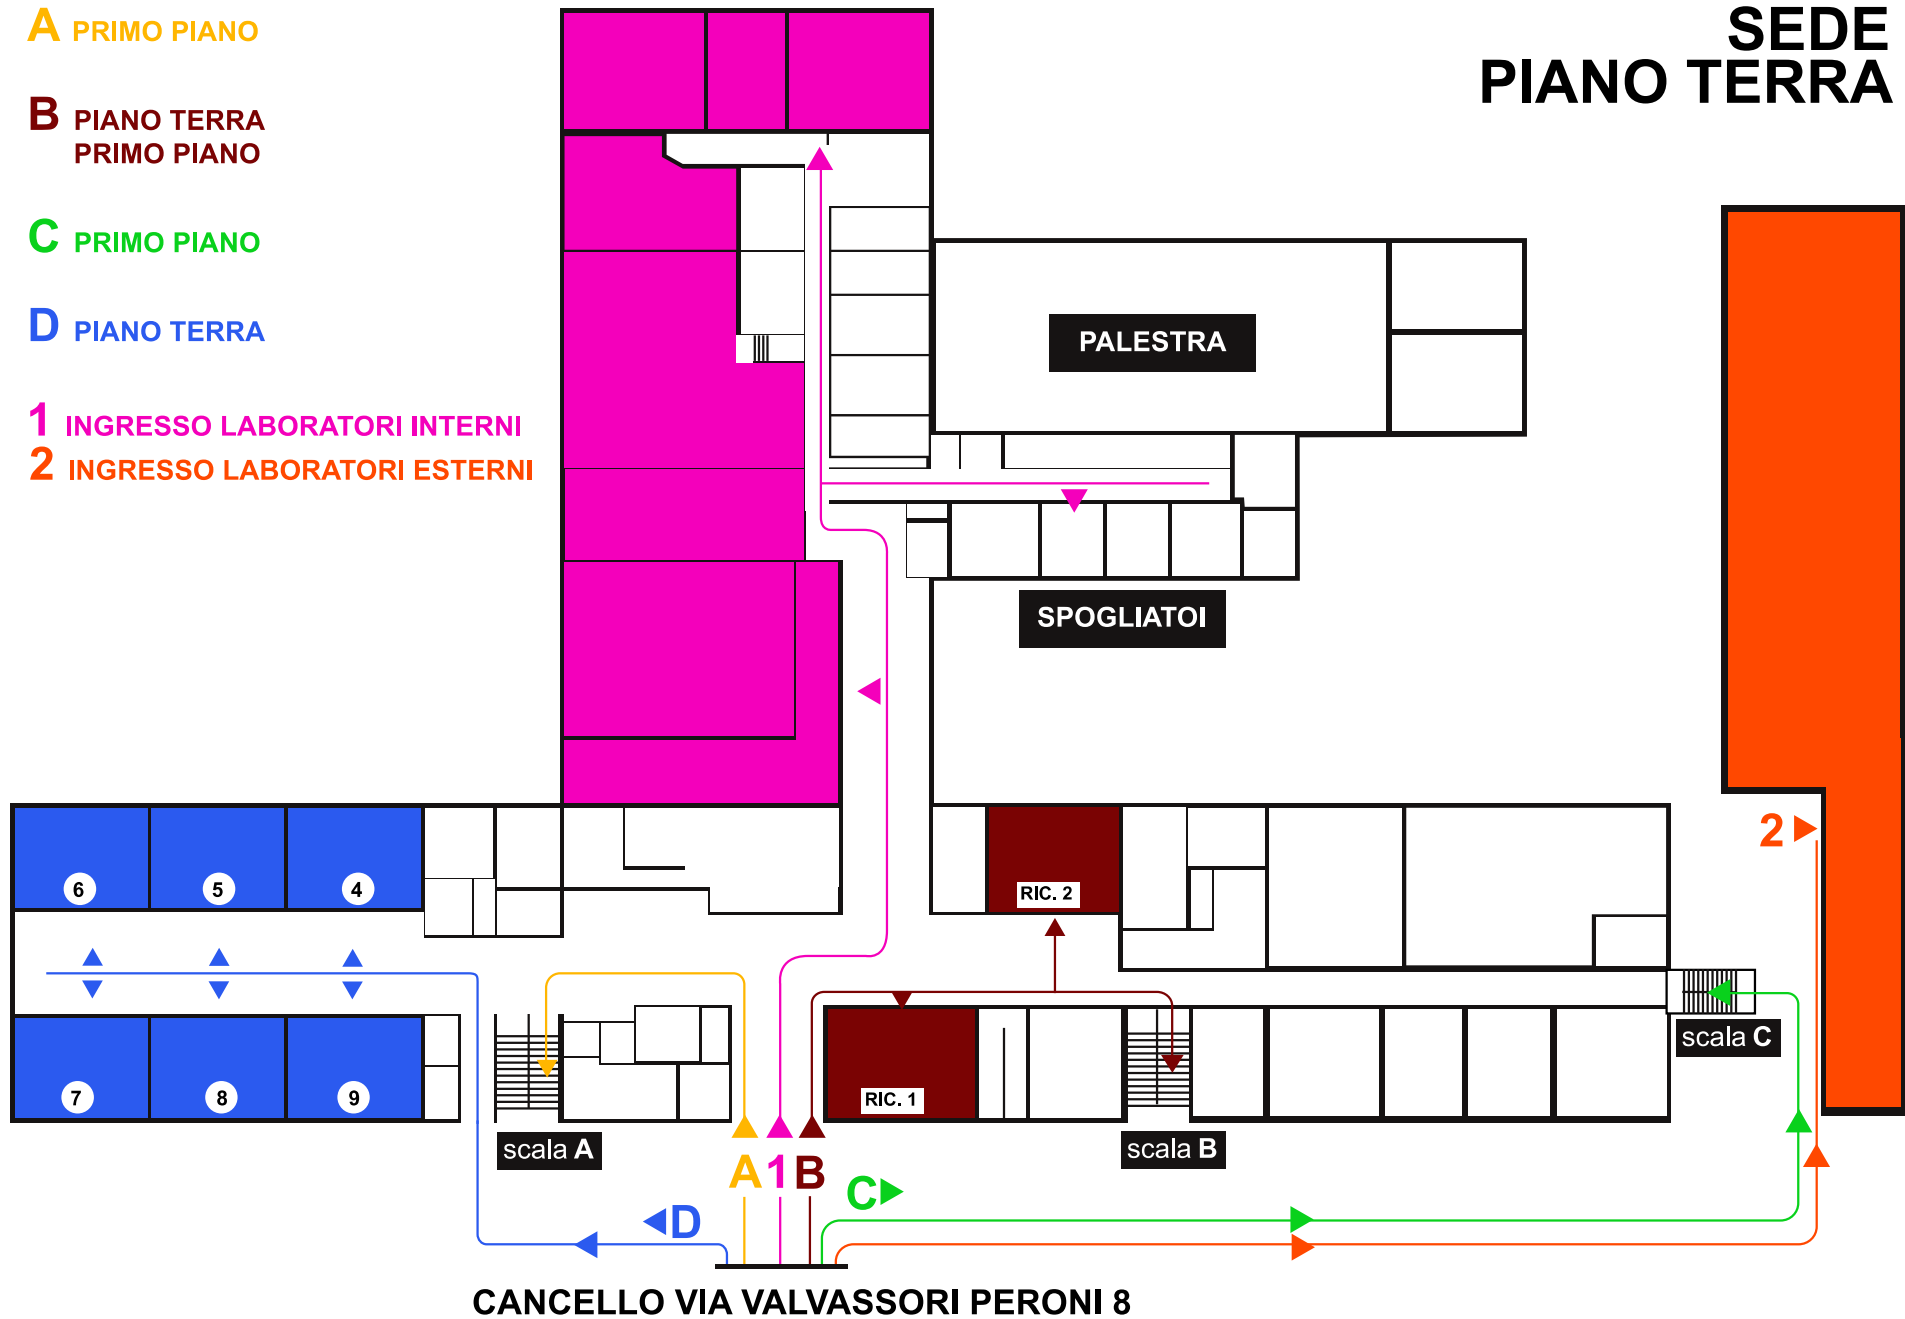 A PRIMO PIANO
B PIANO TERRA
PRIMO PIANO
C PRIMO PIANO
D PIANO TERRA
1 INGRESSO LABORATORI INTERNI
2 INGRESSO LABORATORI ESTERNI
SEDE
PIANO TERRA
PALESTRA
SPOGLIATOI
2
6
5
4
RIC. 2
7
8
9
RIC. 1
scala C
scala A
scala B
A 1 B
C
D
CANCELLO VIA VALVASSORI PERONI 8